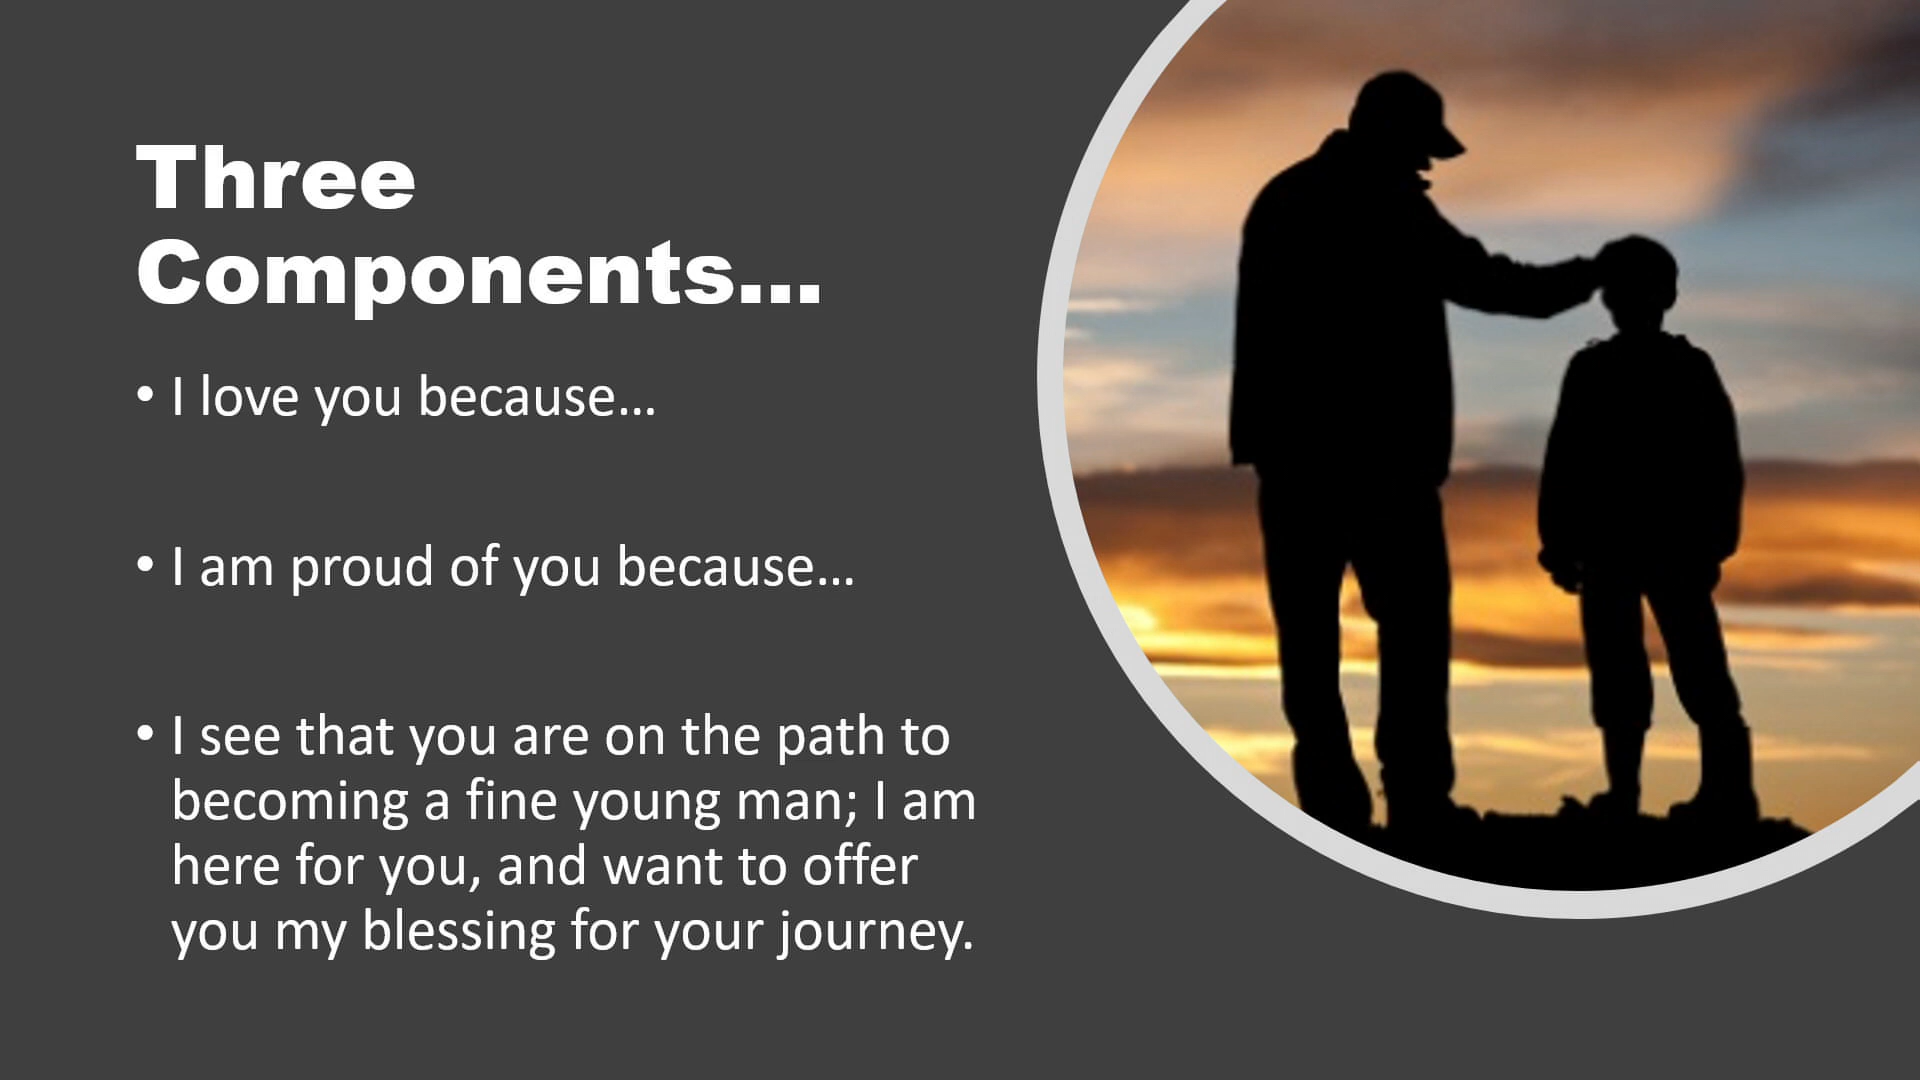 Three
Components…
• I love you because…
• I am proud of you because…
• I see that you are on the path to
becoming a fine young man; I am
here for you, and want to offer
you my blessing for your journey.